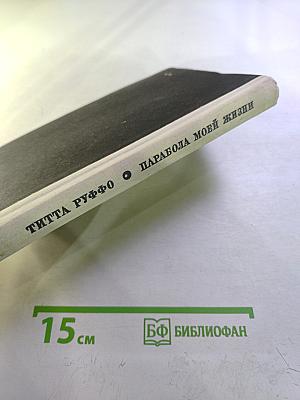 ТИТТА РУФФО ПАРАБОЛА МОЕЙ ЖИЗНИ
15 см
БФ БИБЛИОФАН